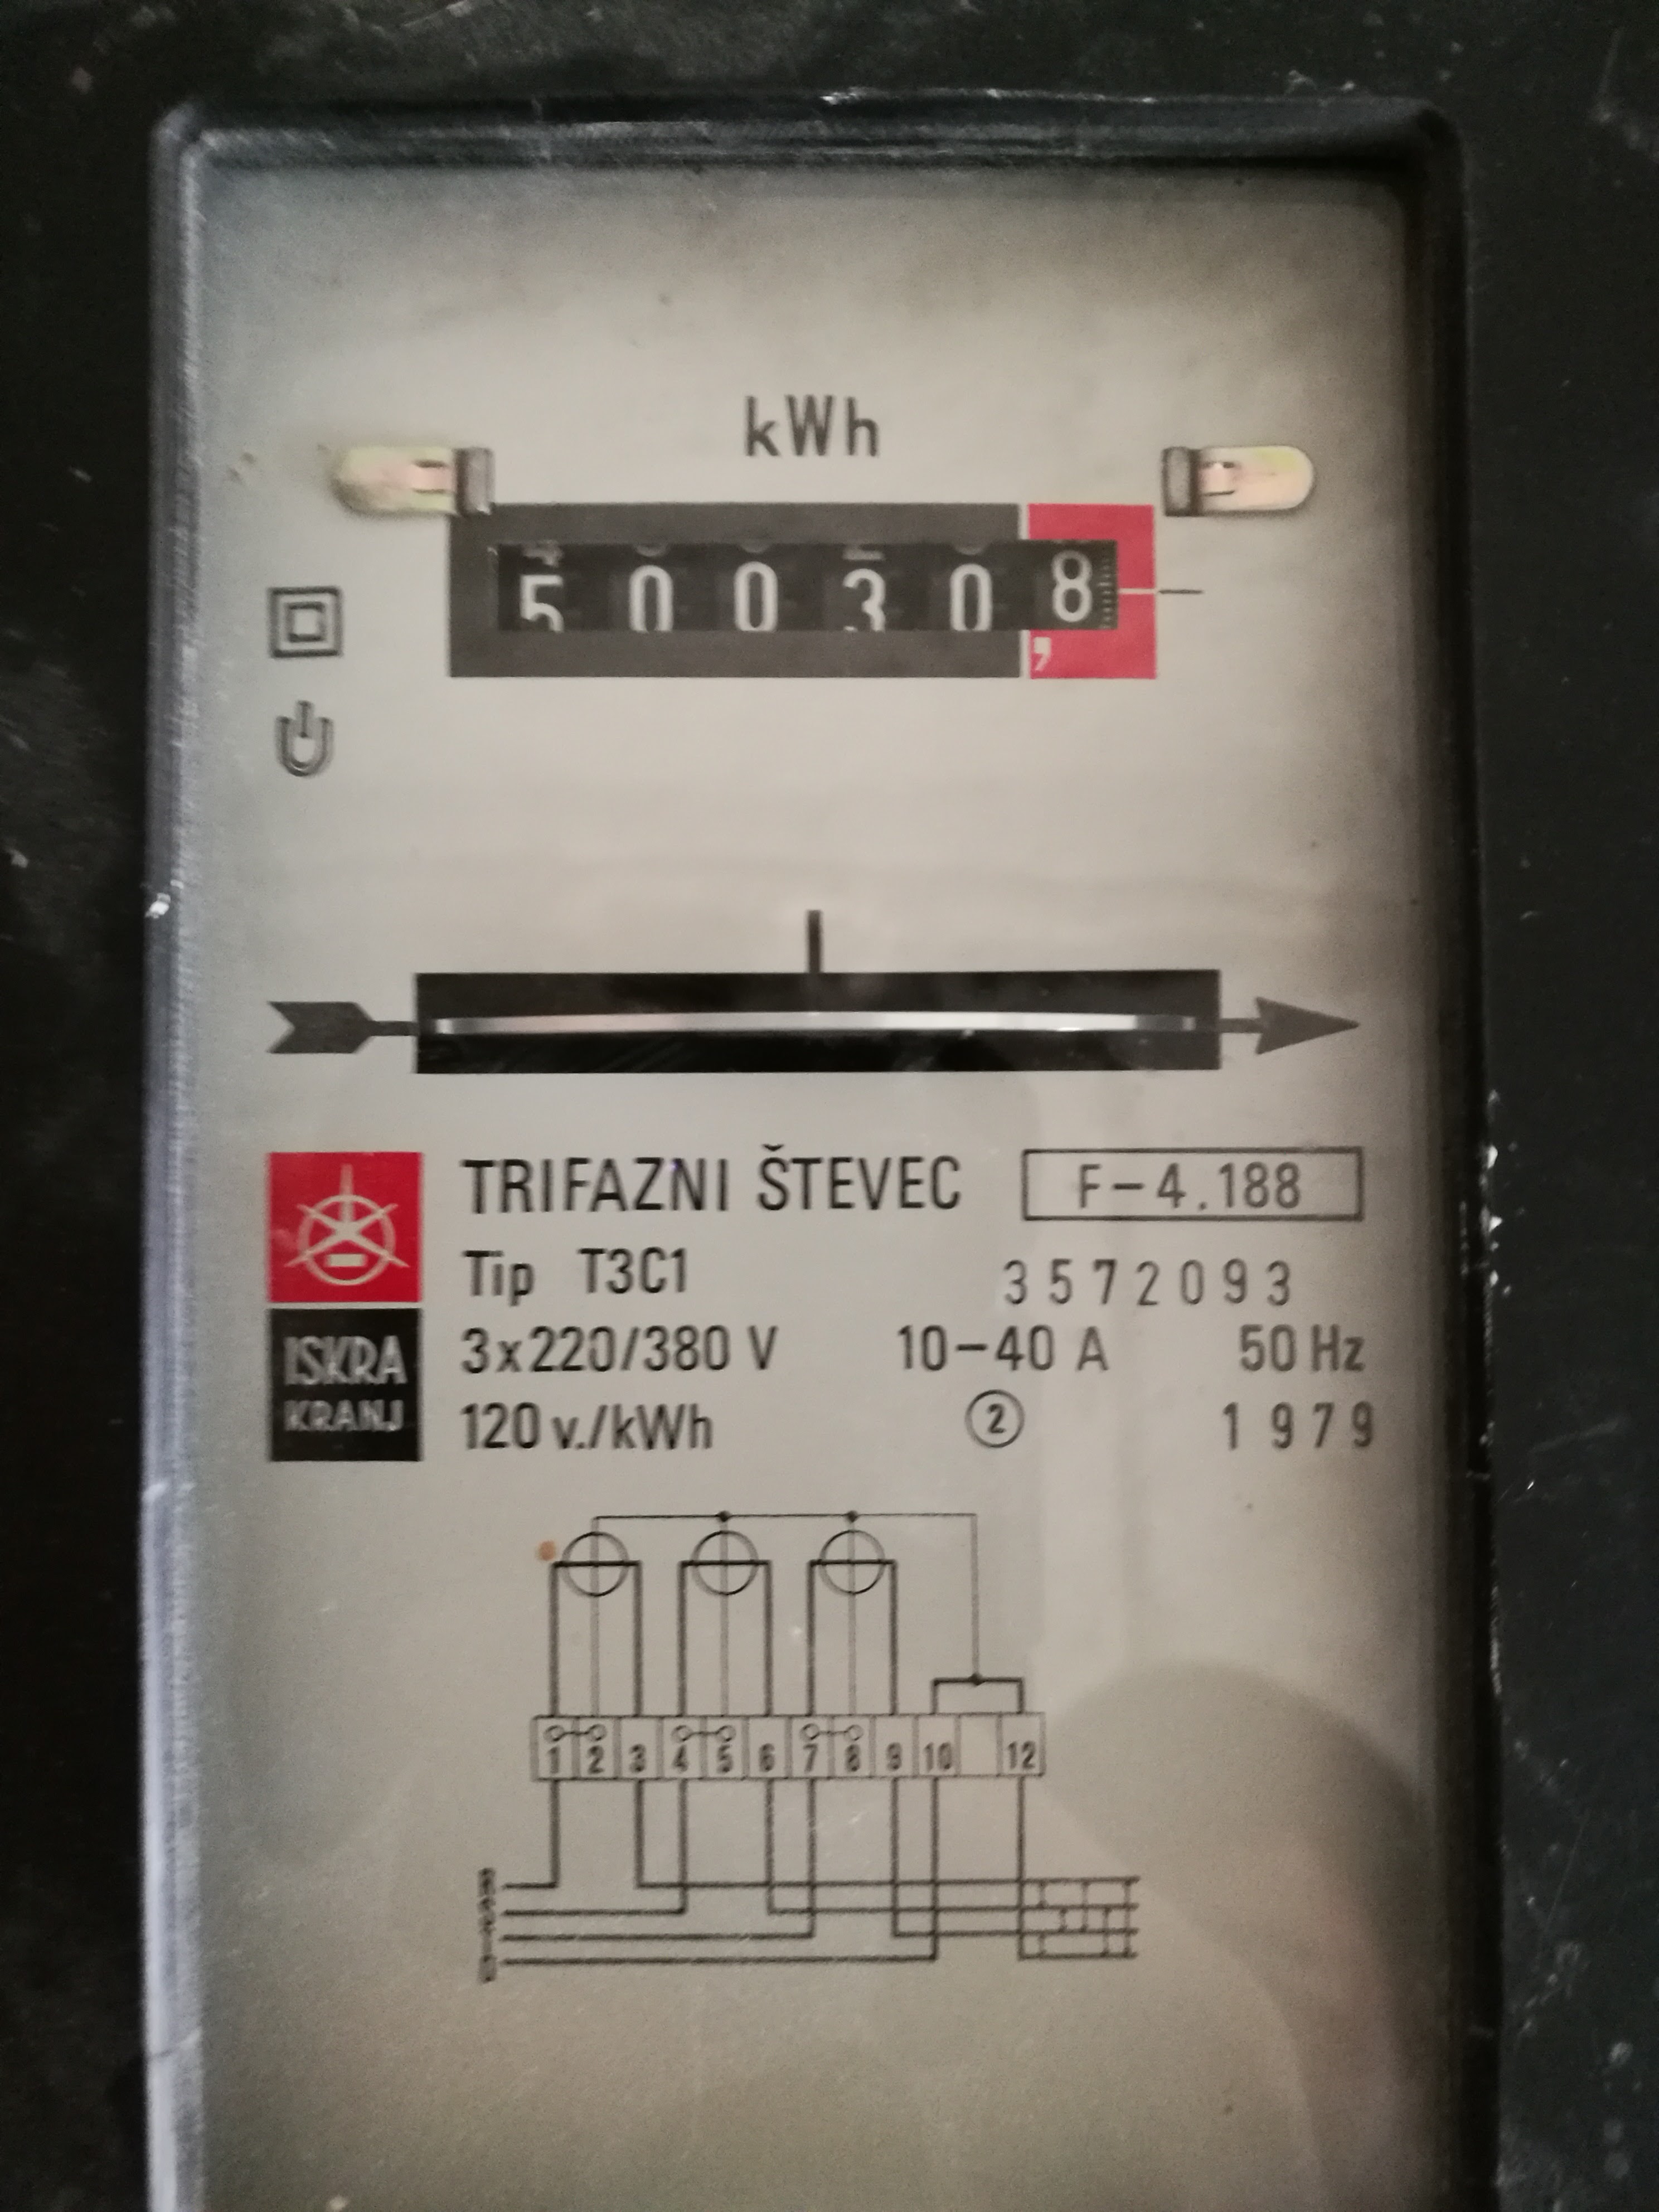 kWh
5 0 0 3 0 , 8
TRIFAZNI ŠTEVEC F-4.188
Tip T3C1 3572093
ISKRA
KRANJ
3x220/380 V 10-40 A 50 Hz
120 v./kWh 2 1979
1 2 3 4 5 6 7 8 9 10 12